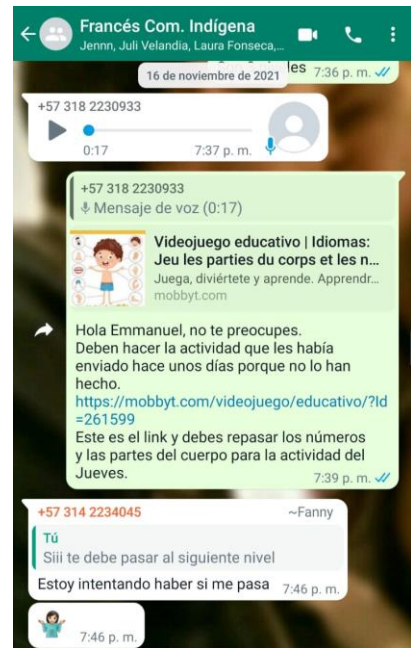 Francés Com. Indígena
Jennn, Juli Velandia, Laura Fonseca,...
les 7:36 p. m.
16 de noviembre de 2021
+57 318 2230933
0:17 7:37 p. m.
+57 318 2230933
Mensaje de voz (0:17)
Videojuego educativo | Idiomas:
Jeu les parties du corps et les n...
Juega, diviértete y aprende. Apprendr...
mobbyt.com
Hola Emmanuel, no te preocupes.
Deben hacer la actividad que les había
enviado hace unos días porque no lo han
hecho.
https://mobbyt.com/videojuego/educativo/?Id
=261599
Este es el link y debes repasar los números
y las partes del cuerpo para la actividad del
Jueves. 7:39 p. m.
+57 314 2234045 ~Fanny
Tú
Siii te debe pasar al siguiente nivel
Estoy intentando haber si me pasa 7:46 p. m.
7:46 p. m.